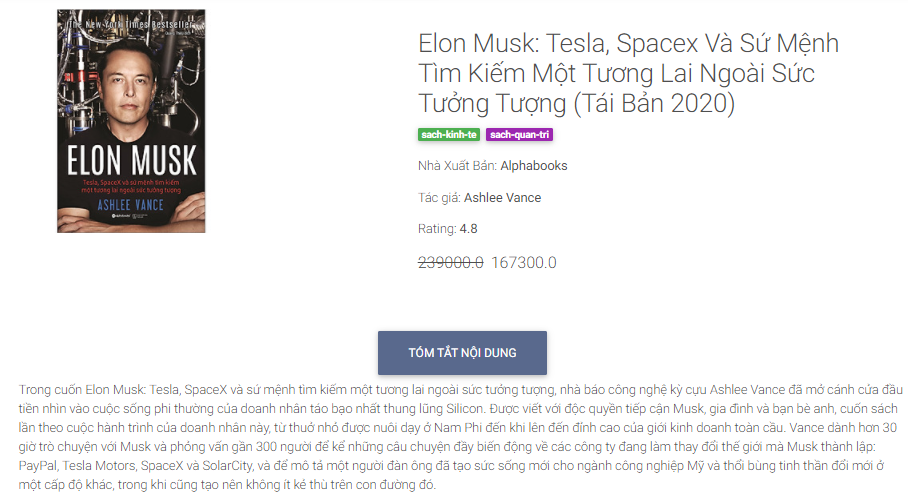 The New York Times Bestseller
ELON MUSK
Tesla, SpaceX và sứ mệnh tìm kiếm
một tương lai ngoài sức tưởng tượng
ASHLEE VANCE
alphabooks
Elon Musk: Tesla, Spacex Và Sứ Mệnh
Tìm Kiếm Một Tương Lai Ngoài Sức
Tưởng Tượng (Tái Bản 2020)
sach-kinh-te sach-quan-tri
Nhà Xuất Bán: Alphabooks
Tác giá: Ashlee Vance
Rating: 4.8
239000.0 167300.0
TÓM TẮT NỘI DUNG
Trong cuốn Elon Musk: Tesla, SpaceX và sứ mệnh tìm kiếm một tương lai ngoài sức tưởng tượng, nhà báo công nghệ kỳ cựu Ashlee Vance đã mở cánh cửa đầu
tiên nhìn vào cuộc sống phi thường của doanh nhân táo bạo nhất thung lũng Silicon. Được viết với độc quyền tiếp cận Musk, gia đình và bạn bè anh, cuốn sách
lần theo cuộc hành trình của doanh nhân này, từ thuở nhỏ được nuôi dạy ở Nam Phi đến khi lên đến đỉnh cao của giới kinh doanh toàn cầu. Vance dành hơn 30
giờ trò chuyện với Musk và phỏng vấn gần 300 người để kể những câu chuyện đầy biến động về các công ty đang làm thay đổi thế giới mà Musk thành lập:
PayPal, Tesla Motors, SpaceX và SolarCity, và để mô tả một người đàn ông đã tạo sức sống mới cho ngành công nghiệp Mỹ và thổi bùng tinh thần đổi mới ở
một cấp độ khác, trong khi cũng tạo nên không ít kẻ thù trên con đường đó.